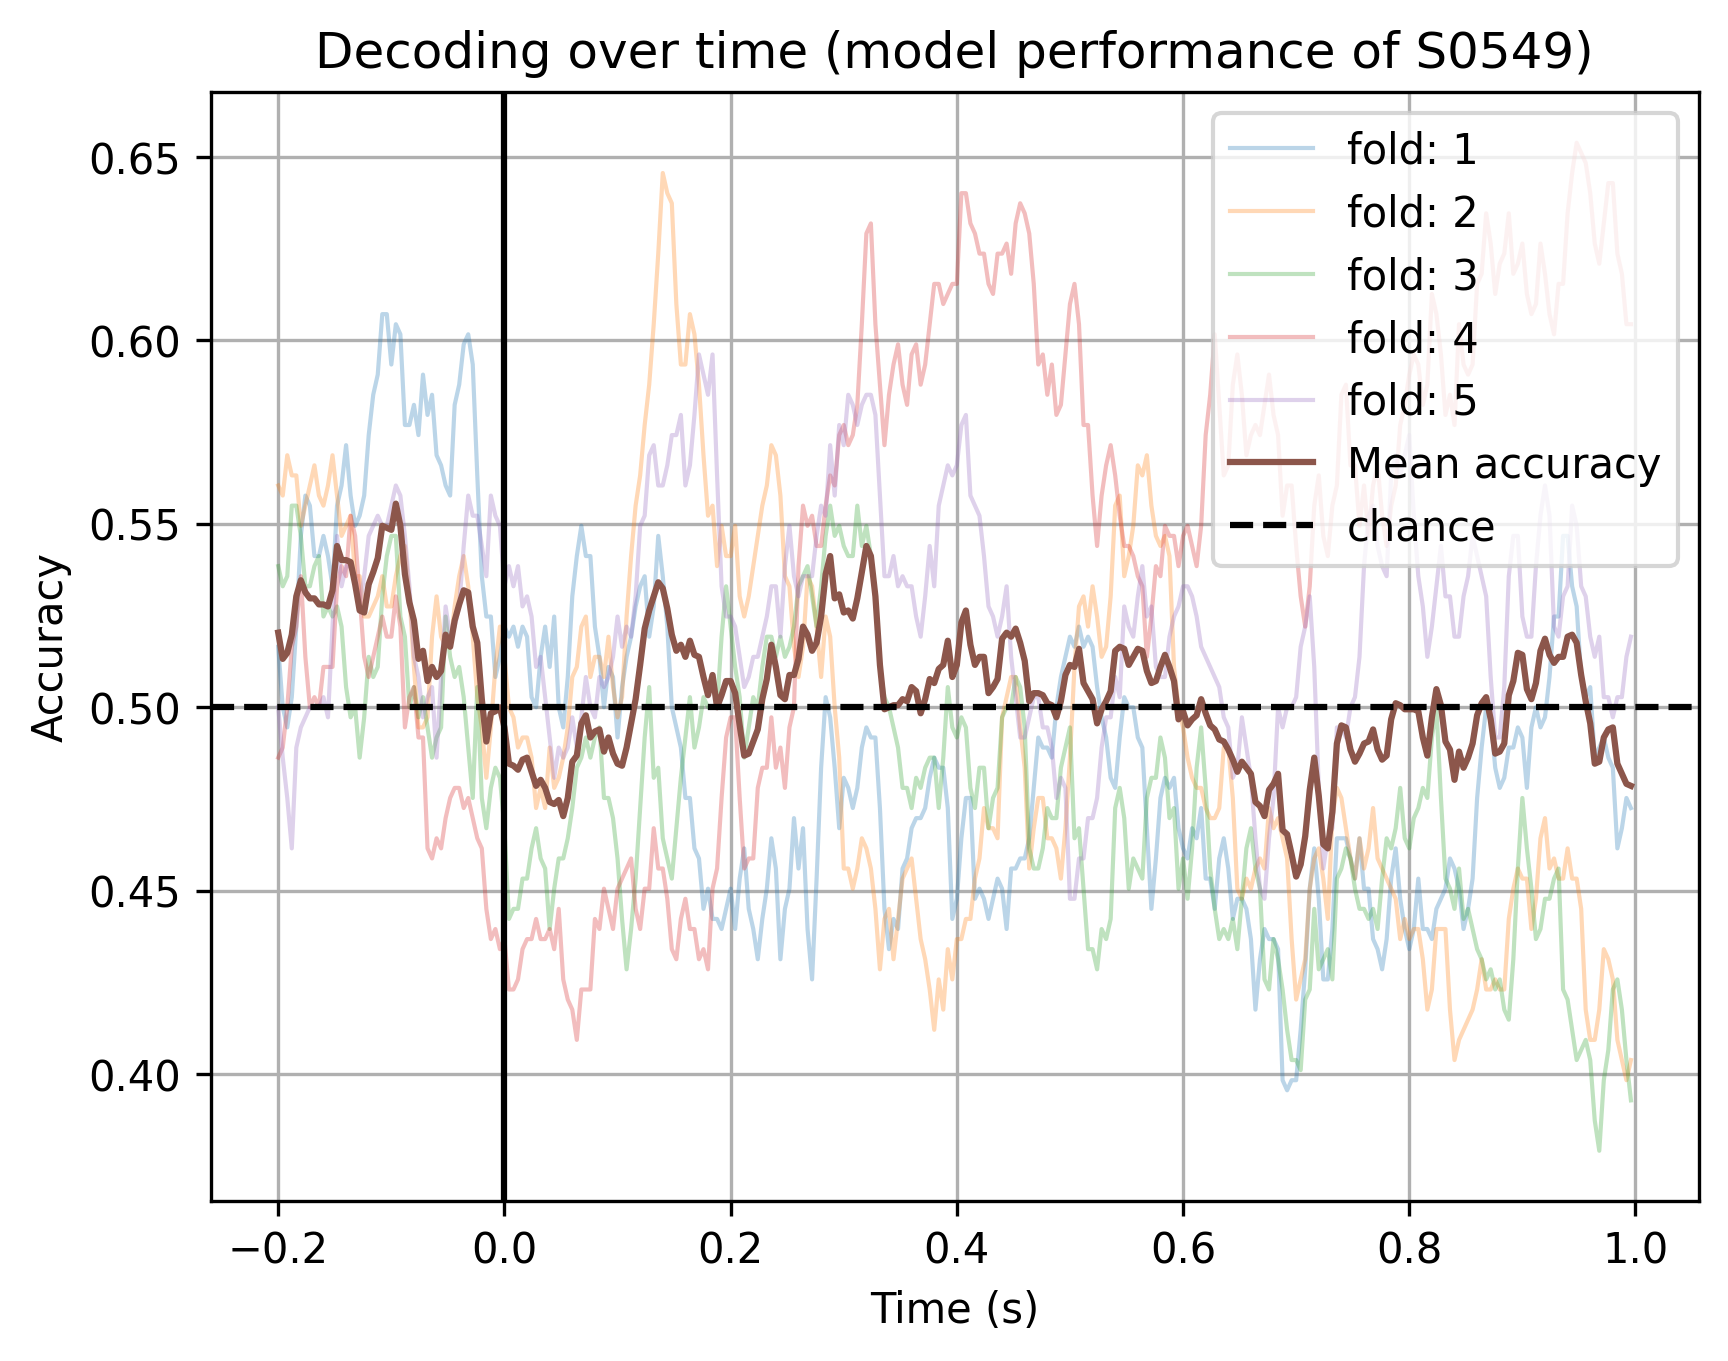 Decoding over time (model performance of S0549)
Accuracy
0.65
0.60
0.55
0.50
0.45
0.40
fold: 1
fold: 2
fold: 3
fold: 4
fold: 5
Mean accuracy
chance
−0.2 0.0 0.2 0.4 0.6 0.8 1.0
Time (s)